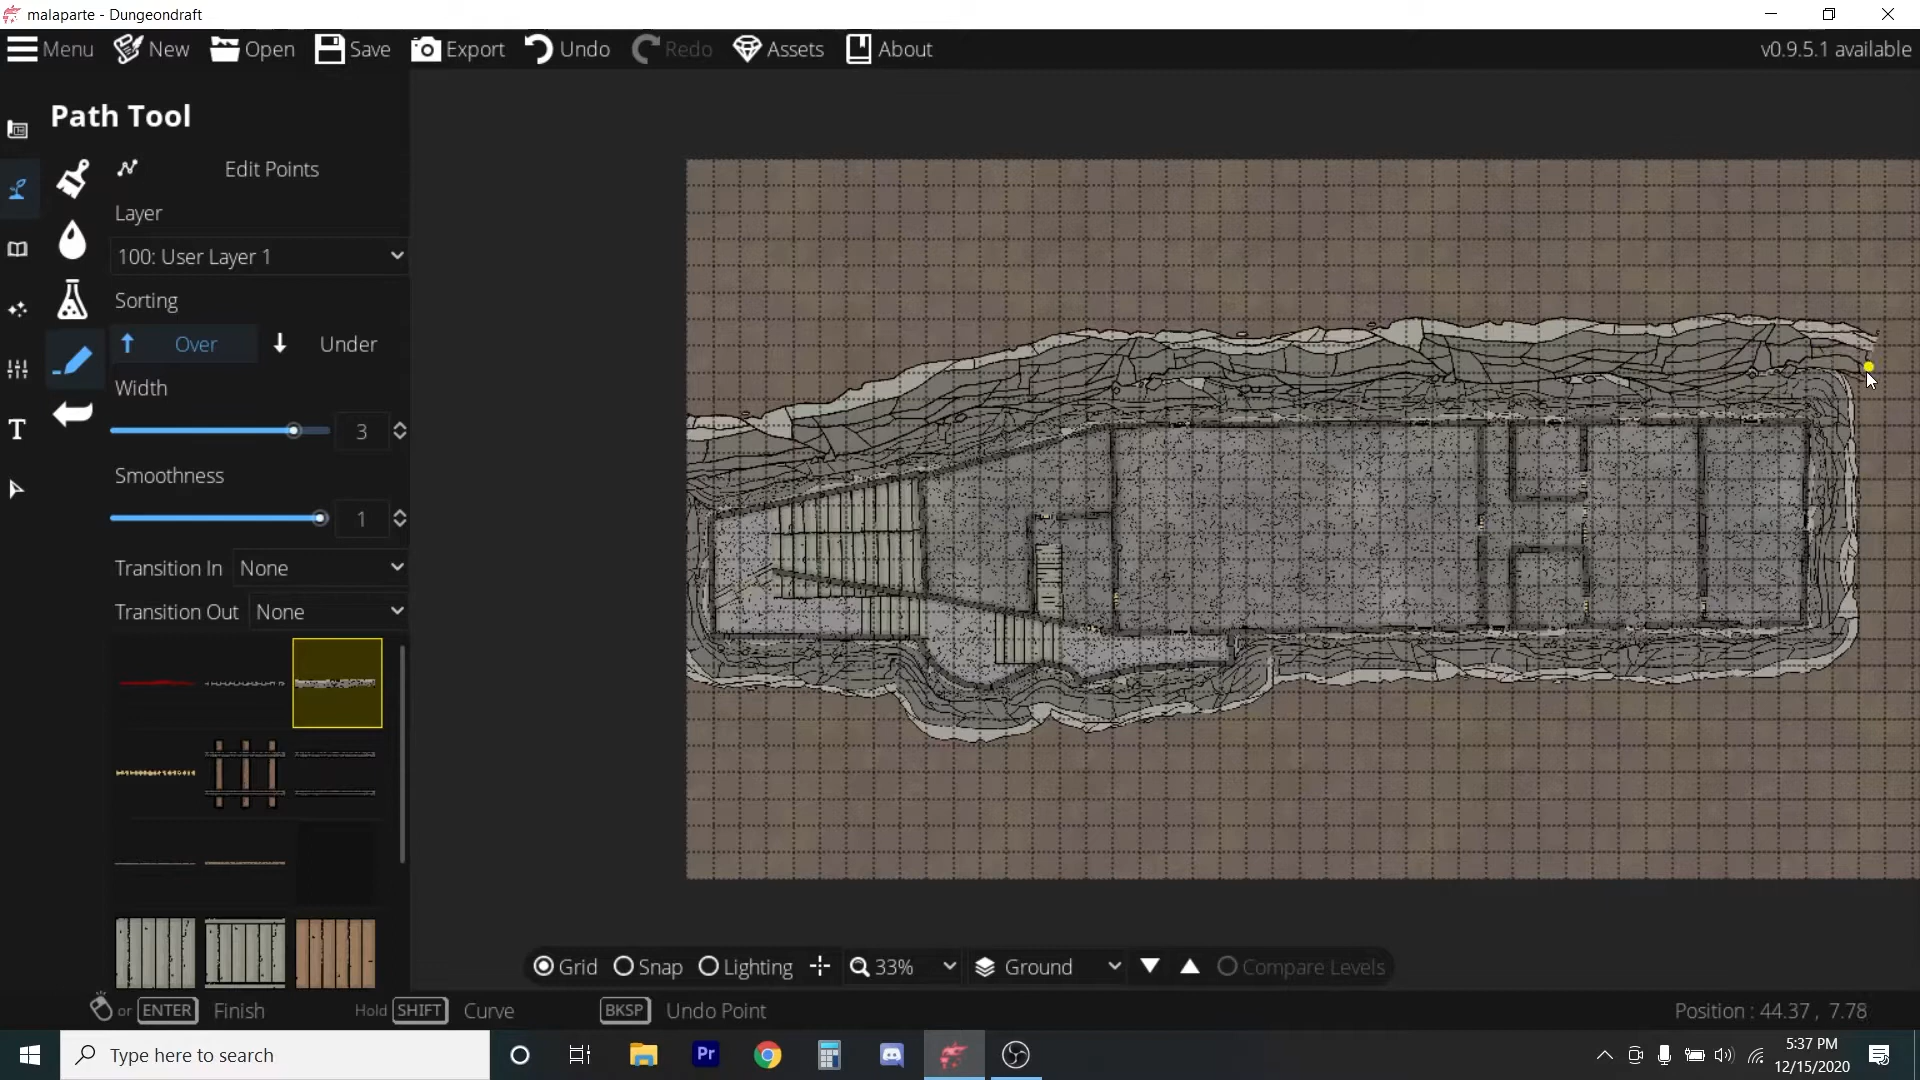 malaparte - Dungeondraft
Menu New Open Save Export Undo Redo Assets About v0.9.5.1 available
Path Tool
Edit Points
Layer
100: User Layer 1
Sorting
Over Under
Width
3
Smoothness
1
Transition In None
Transition Out None
Grid Snap Lighting 33% Ground Compare Levels
or ENTER Finish Hold SHIFT Curve BKSP Undo Point Position : 44.37 , 7.78
Type here to search
Pr
5:37 PM
12/15/2020